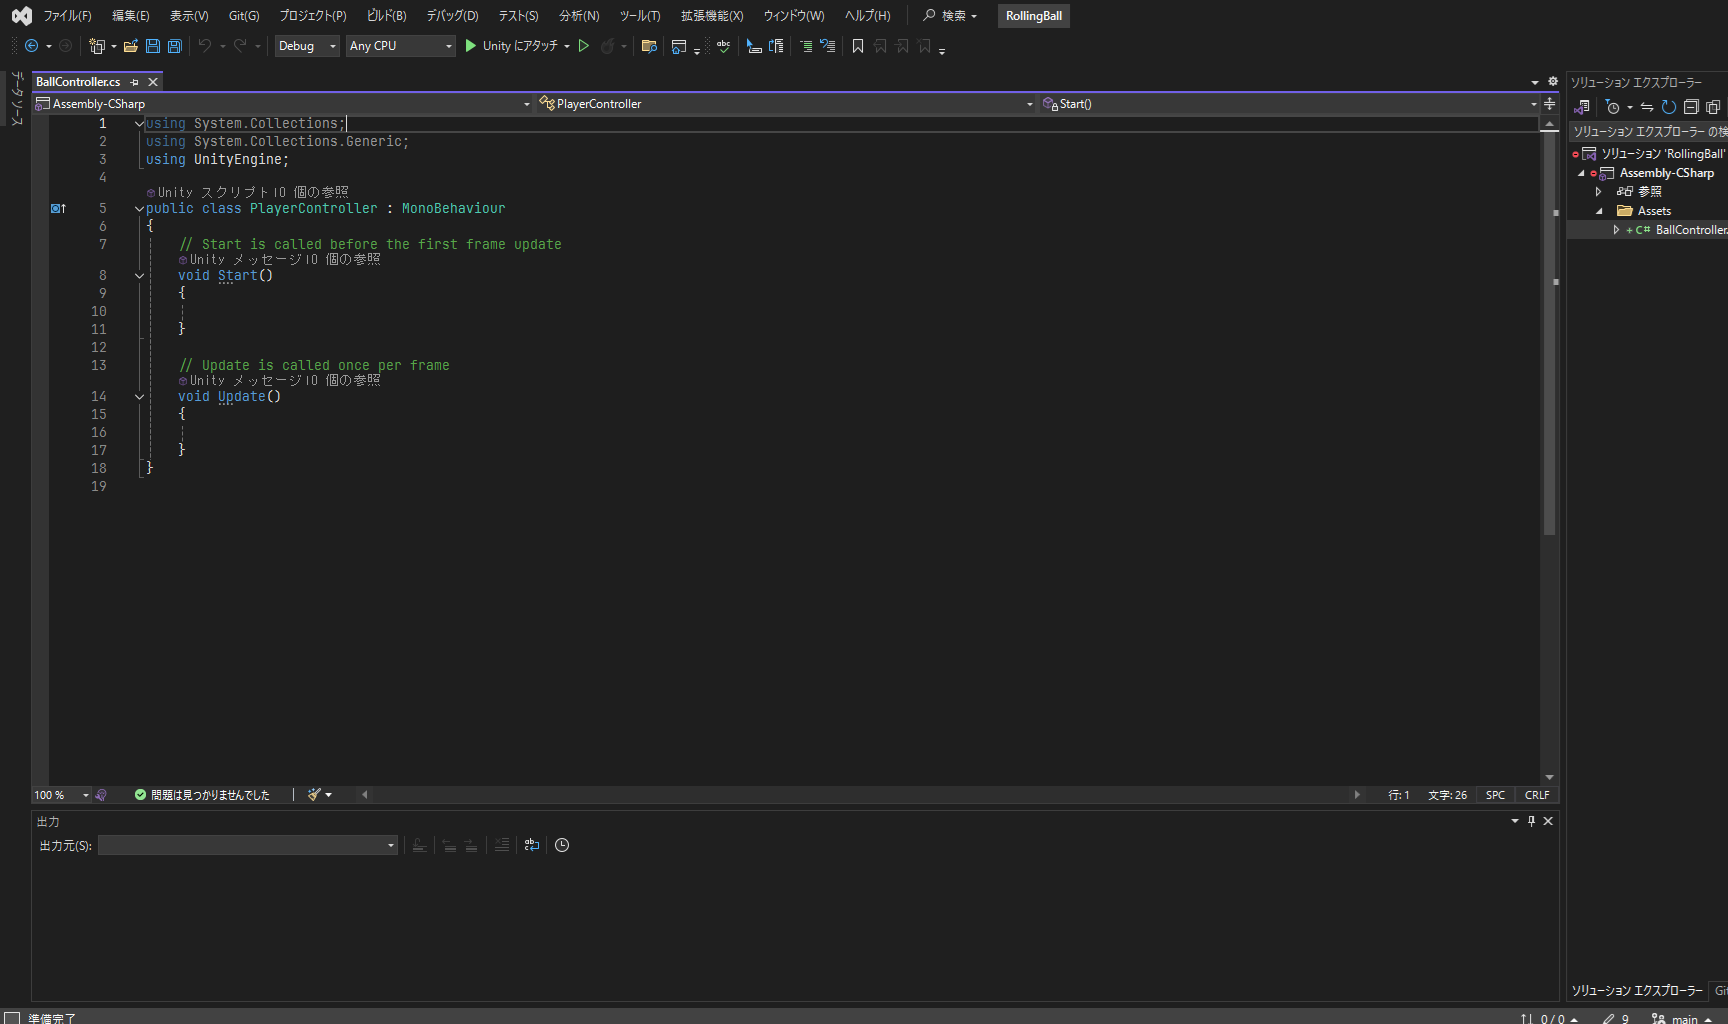 ファイル(F) 編集(E) 表示(V) Git(G) プロジェクト(P) ビルド(B) デバッグ(D) テスト(S) 分析(N) ツール(T) 拡張機能(X) ウィンドウ(W) ヘルプ(H) 検索 RollingBall
Debug Any CPU Unity にアタッチ
データソース
BallController.cs
Assembly-CSharp PlayerController Start()
1 using System.Collections;
2 using System.Collections.Generic;
3 using UnityEngine;
4
Unity スクリプト|0 個の参照
5 public class PlayerController : MonoBehaviour
6 {
7 // Start is called before the first frame update
Unity メッセージ|0 個の参照
8 void Start()
9 {
10
11 }
12
13 // Update is called once per frame
Unity メッセージ|0 個の参照
14 void Update()
15 {
16
17 }
18 }
19
100 % 問題は見つかりませんでした 行: 1 文字: 26 SPC CRLF
出力
出力元(S):
ソリューション エクスプローラー
ソリューション エクスプローラー の検
ソリューション 'RollingBall'
Assembly-CSharp
参照
Assets
C# BallController.
ソリューション エクスプローラー Gi
準備完了 0 / 0 9 main